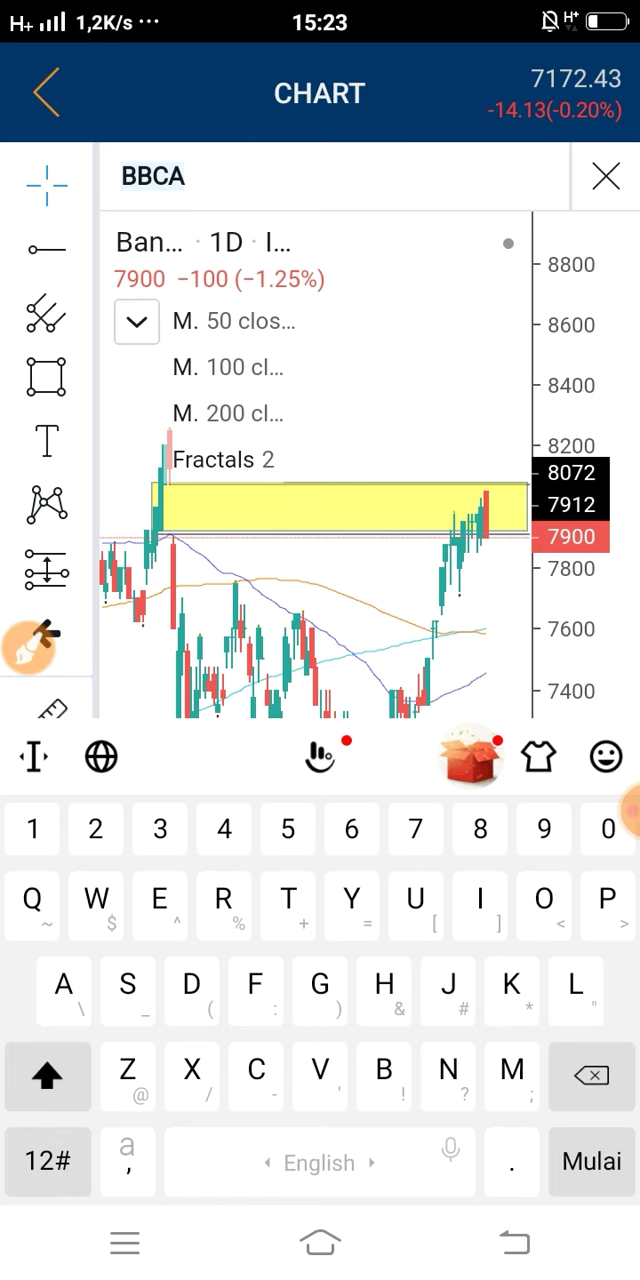 H+ 1,2K/s ··· 15:23 H+
CHART 7172.43
-14.13(-0.20%)
BBCA
Ban... · 1D · I...
7900 −100 (−1.25%)
M. 50 clos...
M. 100 cl...
M. 200 cl...
Fractals 2
8800
8600
8400
8200
8072
7912
7900
7800
7600
7400
T
1 2 3 4 5 6 7 8 9 0
Q W E R T Y U I O P
~ $ ^ % + = [ ] < >
A S D F G H J K L
\ _ ( : ) & # * "
Z X C V B N M
@ / - ' ! ? ;
12# a , English . Mulai